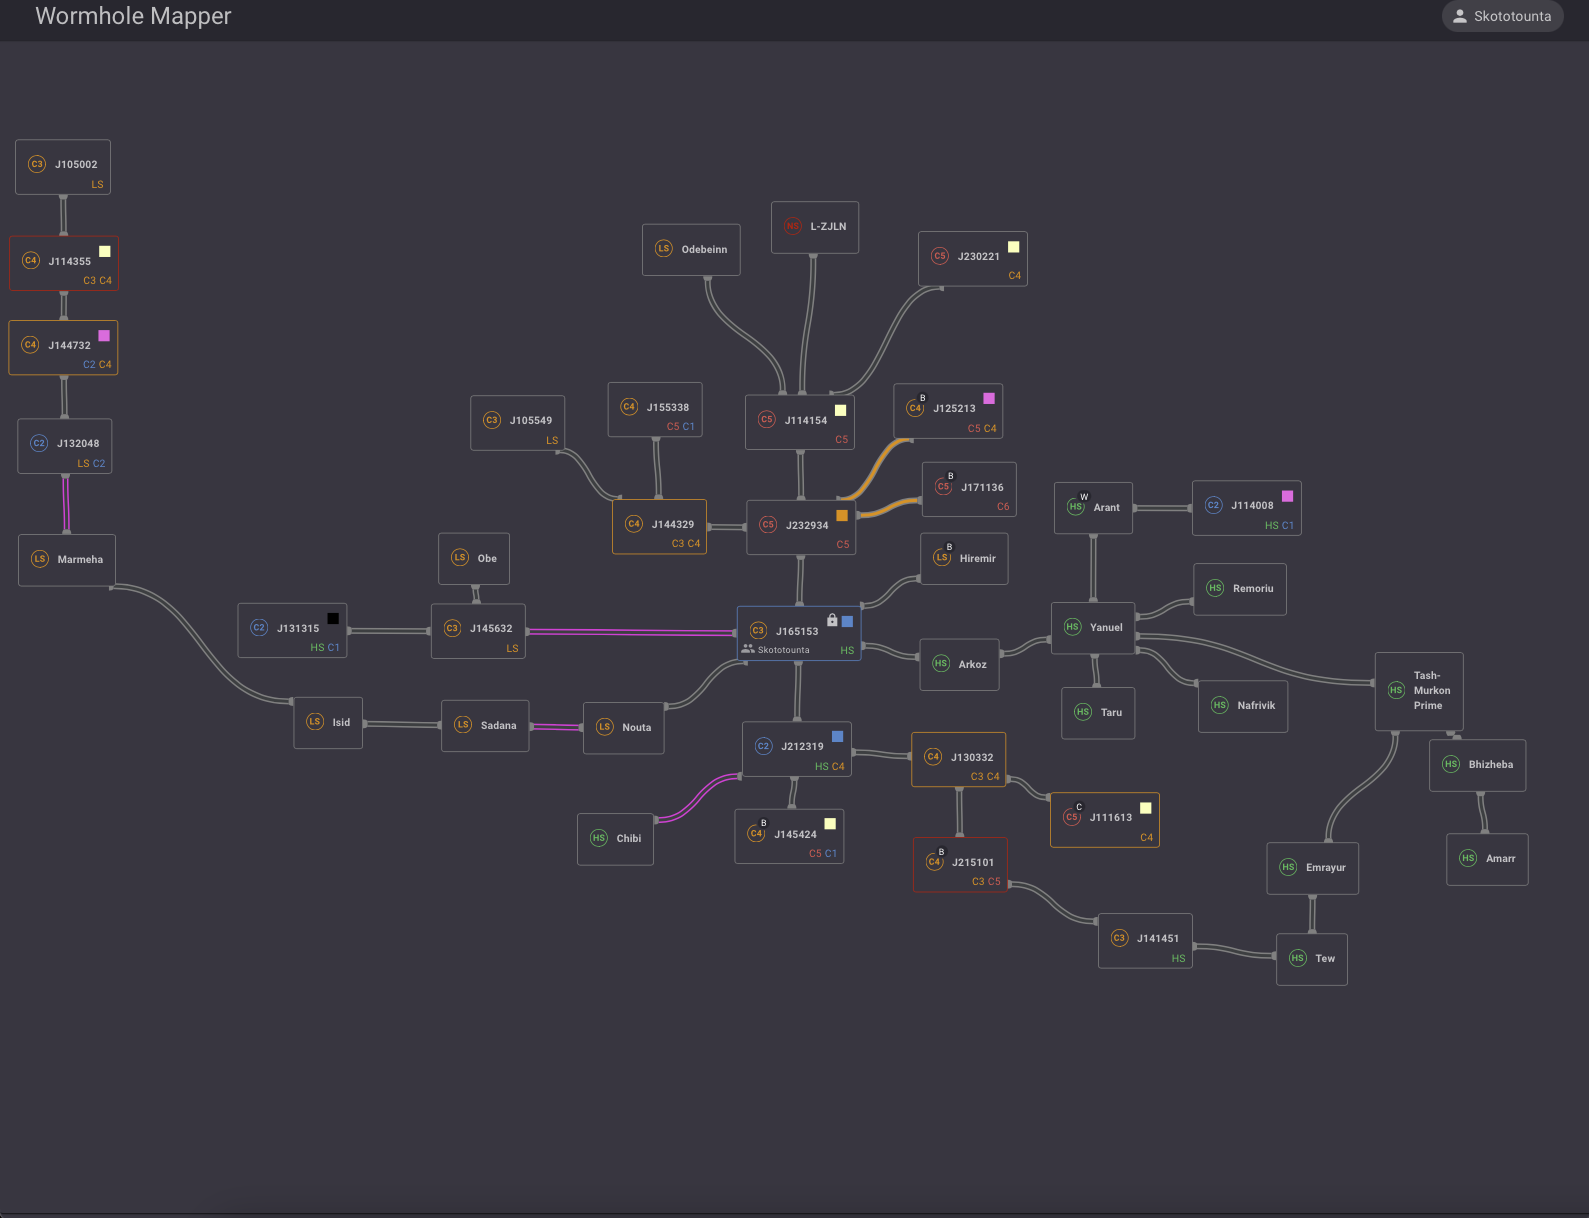 Wormhole Mapper
Skototounta
C3 J105002
LS
C4 J114355
C3 C4
C4 J144732
C2 C4
C2 J132048
LS C2
LS Marmeha
LS Odebeinn
NS L-ZJLN
C5 J230221
C4
C3 J105549
LS
C4 J155338
C5 C1
C5 J114154
C5
B
C4 J125213
C5 C4
B
C5 J171136
C6
C4 J144329
C3 C4
C5 J232934
C5
B
LS Hiremir
W
HS Arant
C2 J114008
HS C1
LS Obe
C2 J131315
HS C1
C3 J145632
LS
C3 J165153
Skototounta HS
HS Arkoz
HS Yanuel
HS Remoriu
HS Taru
HS Nafrivik
HS Tash-
Murkon
Prime
LS Isid
LS Sadana
LS Nouta
C2 J212319
HS C4
C4 J130332
C3 C4
HS Bhizheba
HS Chibi
B
C4 J145424
C5 C1
C
C5 J111613
C4
B
C4 J215101
C3 C5
HS Emrayur
HS Amarr
C3 J141451
HS
HS Tew